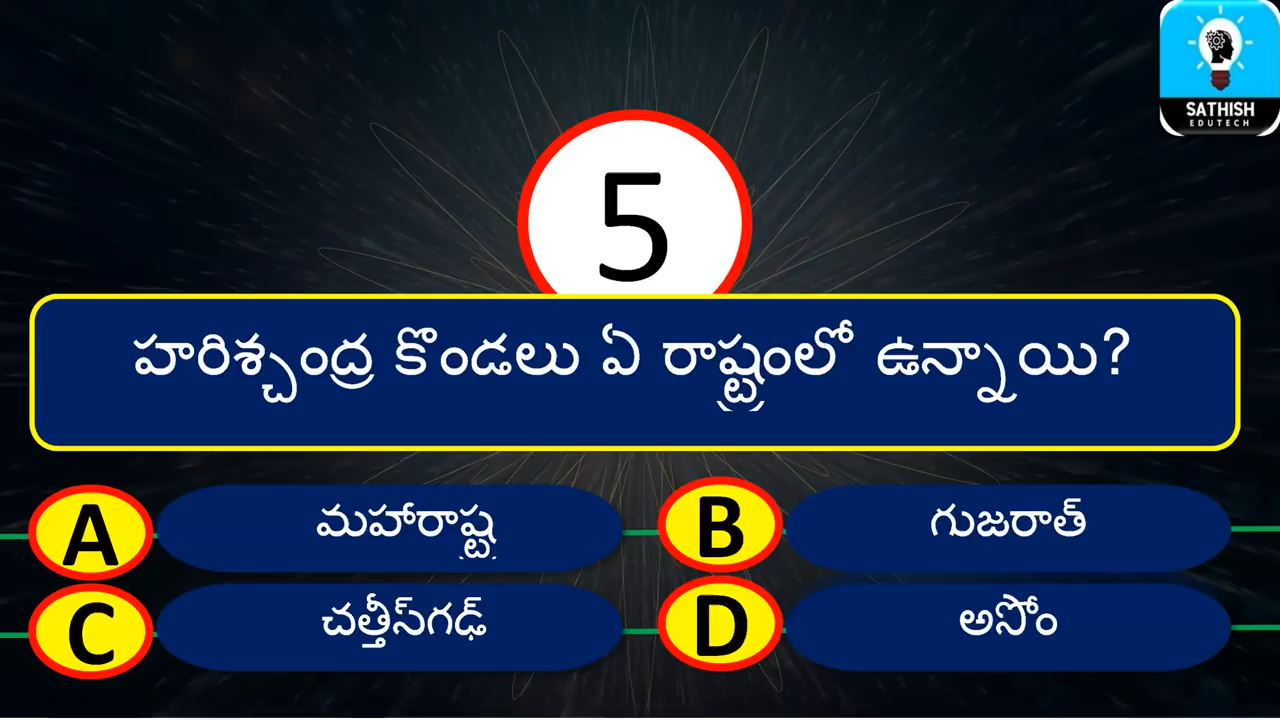 SATHISH
EDUTECH
5
హరిశ్చంద్ర కొండలు ఏ రాష్ట్రంలో ఉన్నాయి?
A మహారాష్ట్ర
B గుజరాత్
C చత్తీస్‌గఢ్
D అసోం